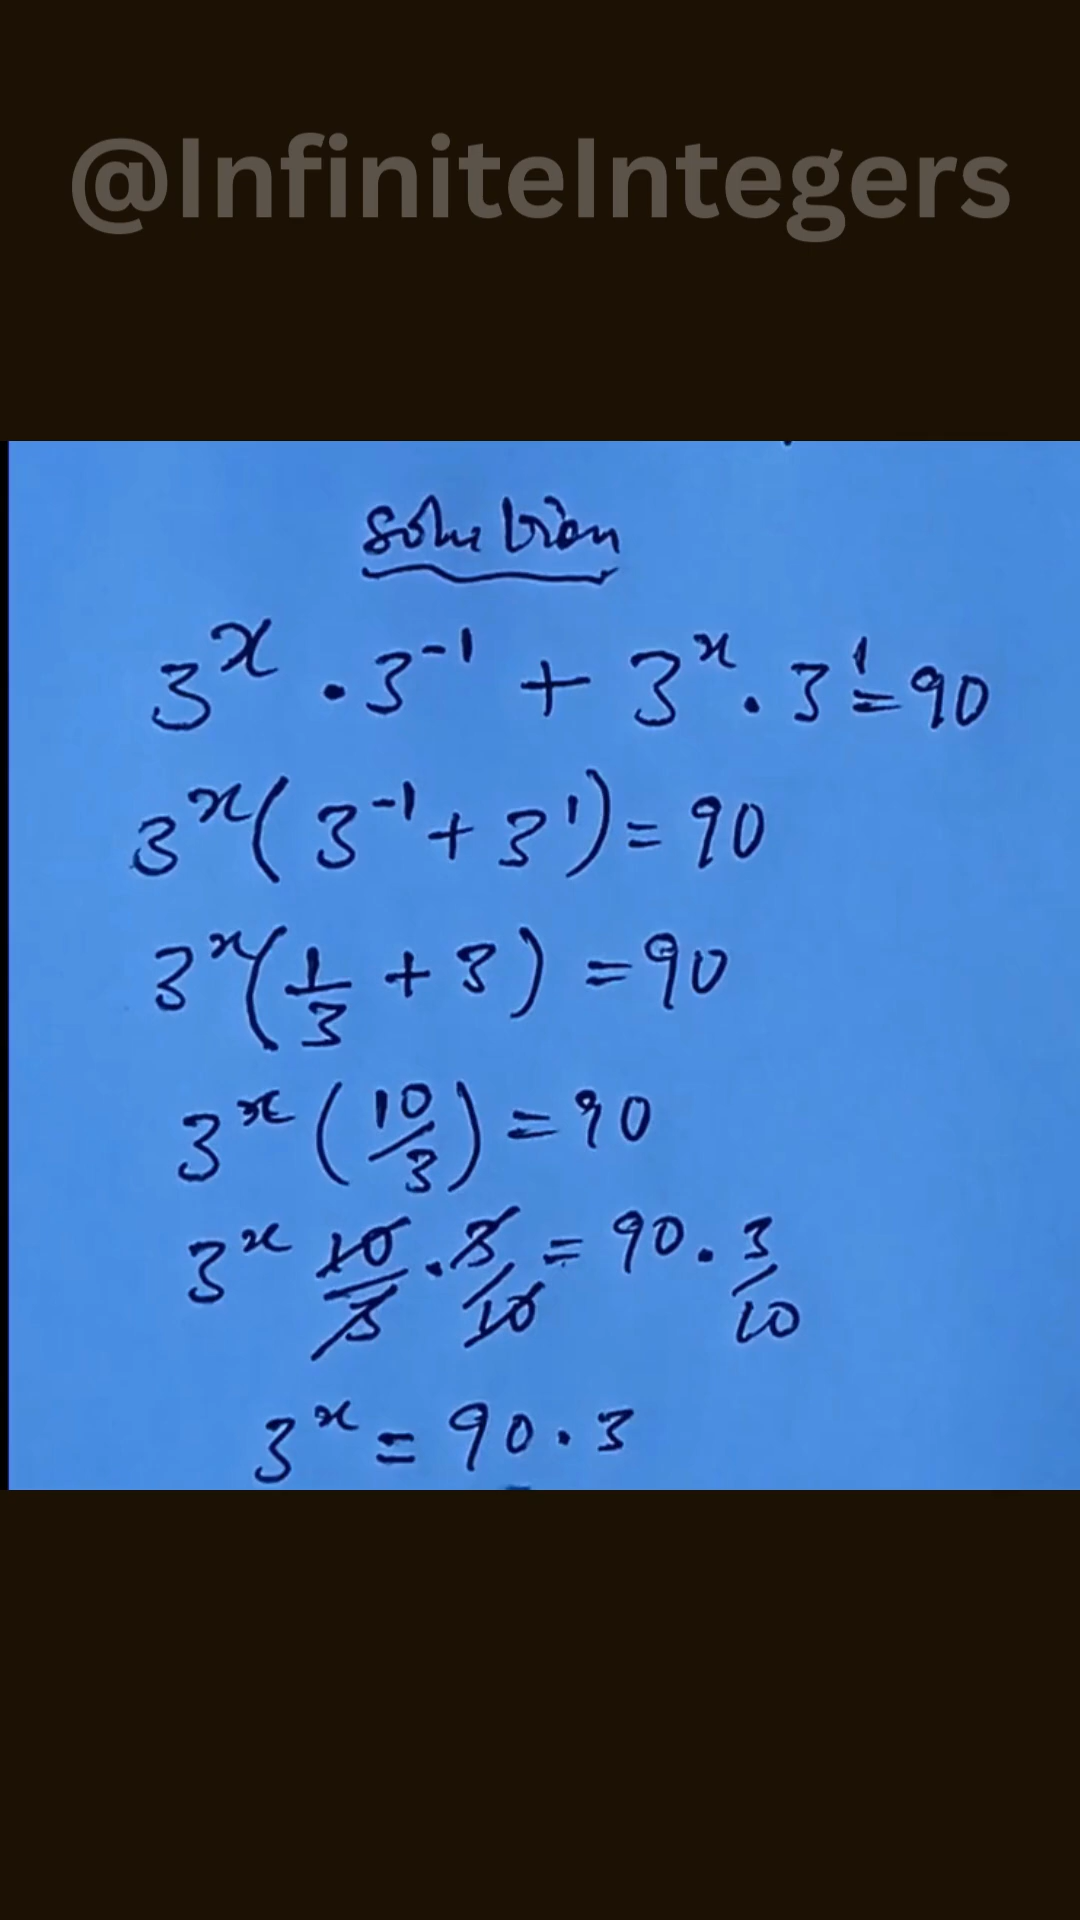 @InfiniteIntegers
solution
3^x · 3^-1 + 3^x · 3^1 = 90
3^x(3^-1 + 3^1) = 90
3^x(1/3 + 3) = 90
3^x(10/3) = 90
3^x 10/3 · 3/10 = 90 · 3/10
3^x = 90 · 3